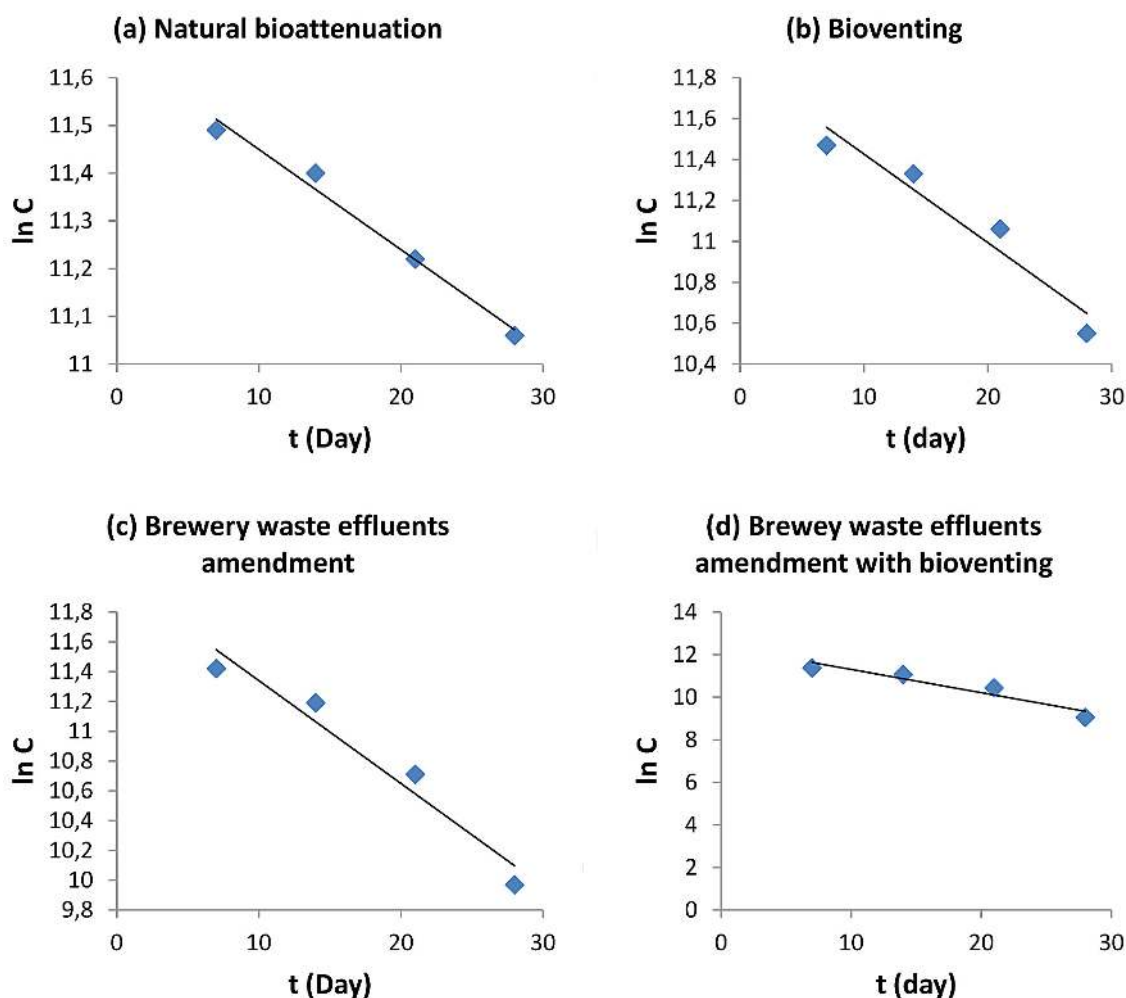 (a) Natural bioattenuation
11,6
11,5
11,4
11,3
11,2
11,1
11
ln C
0 10 20 30
t (Day)
(b) Bioventing
11,8
11,6
11,4
11,2
11
10,8
10,6
10,4
ln C
0 10 20 30
t (day)
(c) Brewery waste effluents
amendment
11,8
11,6
11,4
11,2
11
10,8
10,6
10,4
10,2
10
9,8
ln C
0 10 20 30
t (Day)
(d) Brewey waste effluents
amendment with bioventing
14
12
10
8
6
4
2
0
ln C
0 10 20 30
t (day)